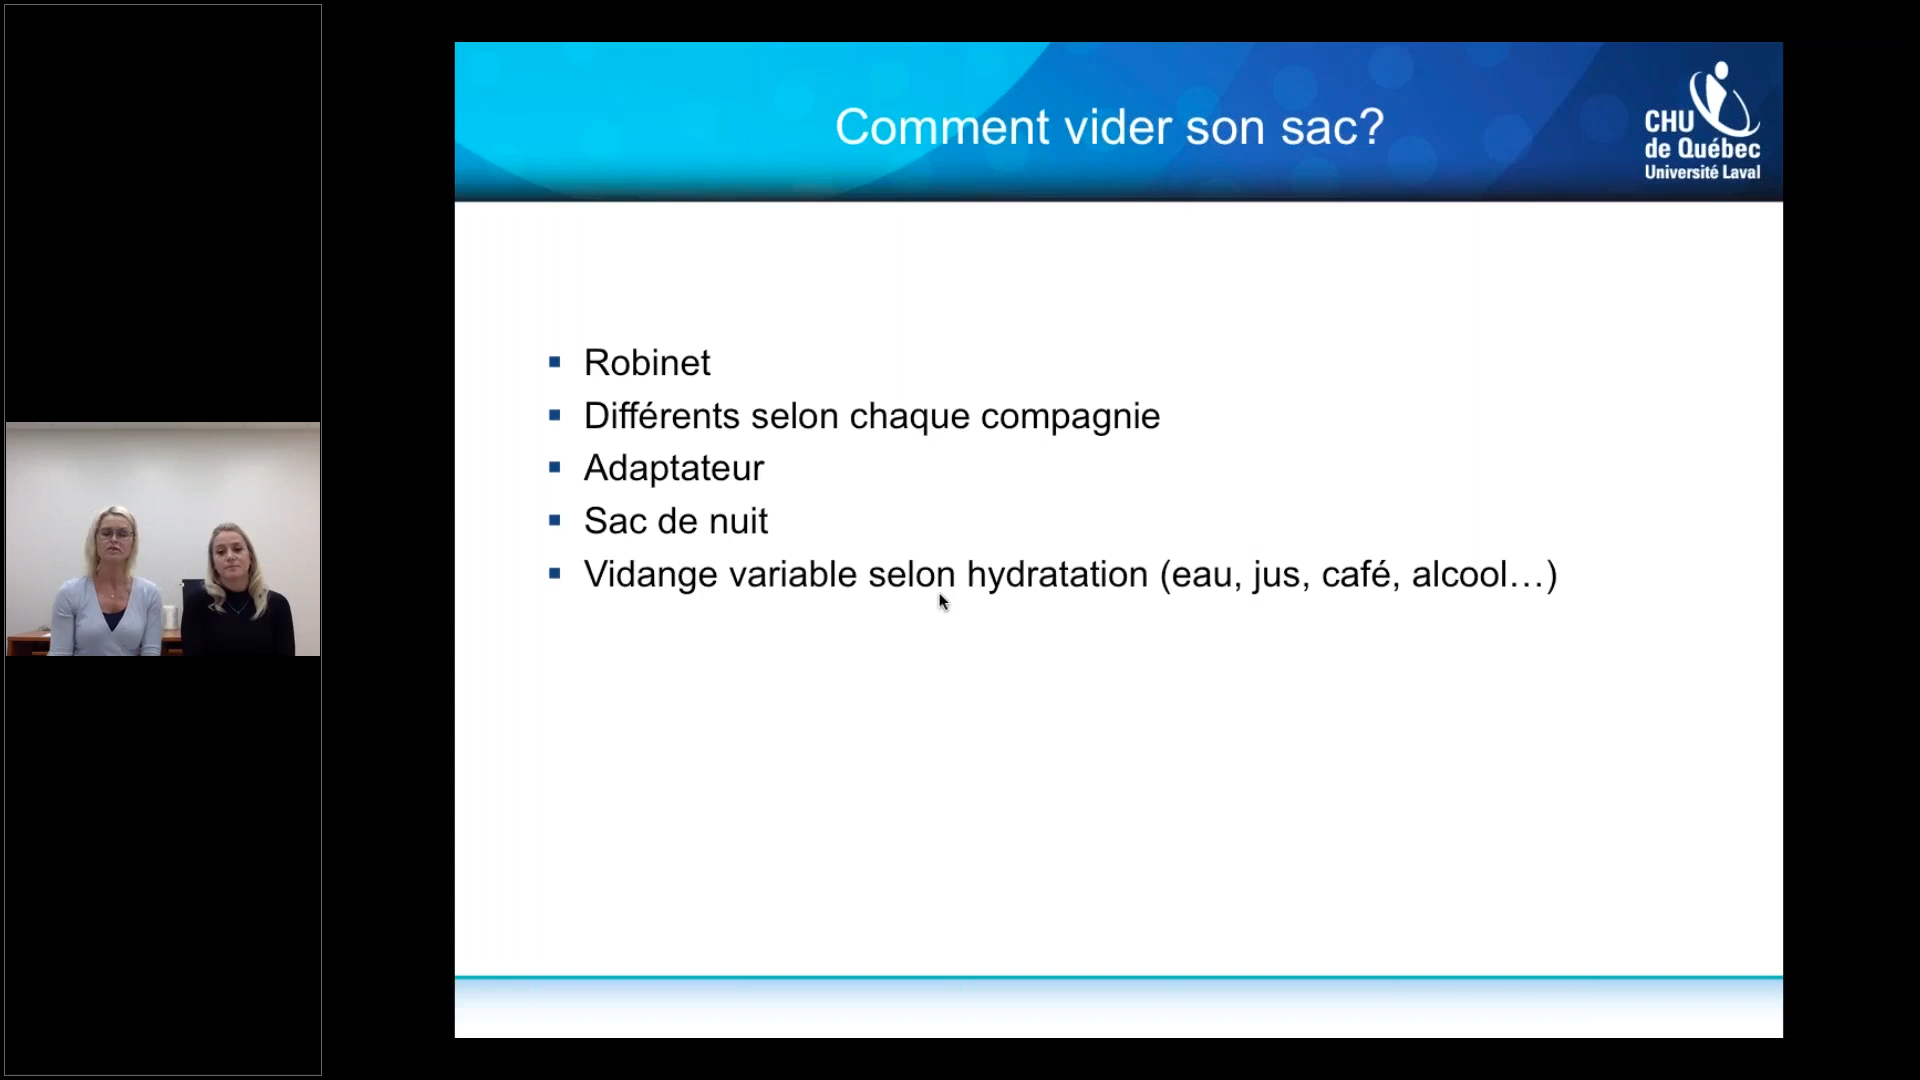 Comment vider son sac?
CHU
de Québec
Université Laval
Robinet
Différents selon chaque compagnie
Adaptateur
Sac de nuit
Vidange variable selon hydratation (eau, jus, café, alcool…)